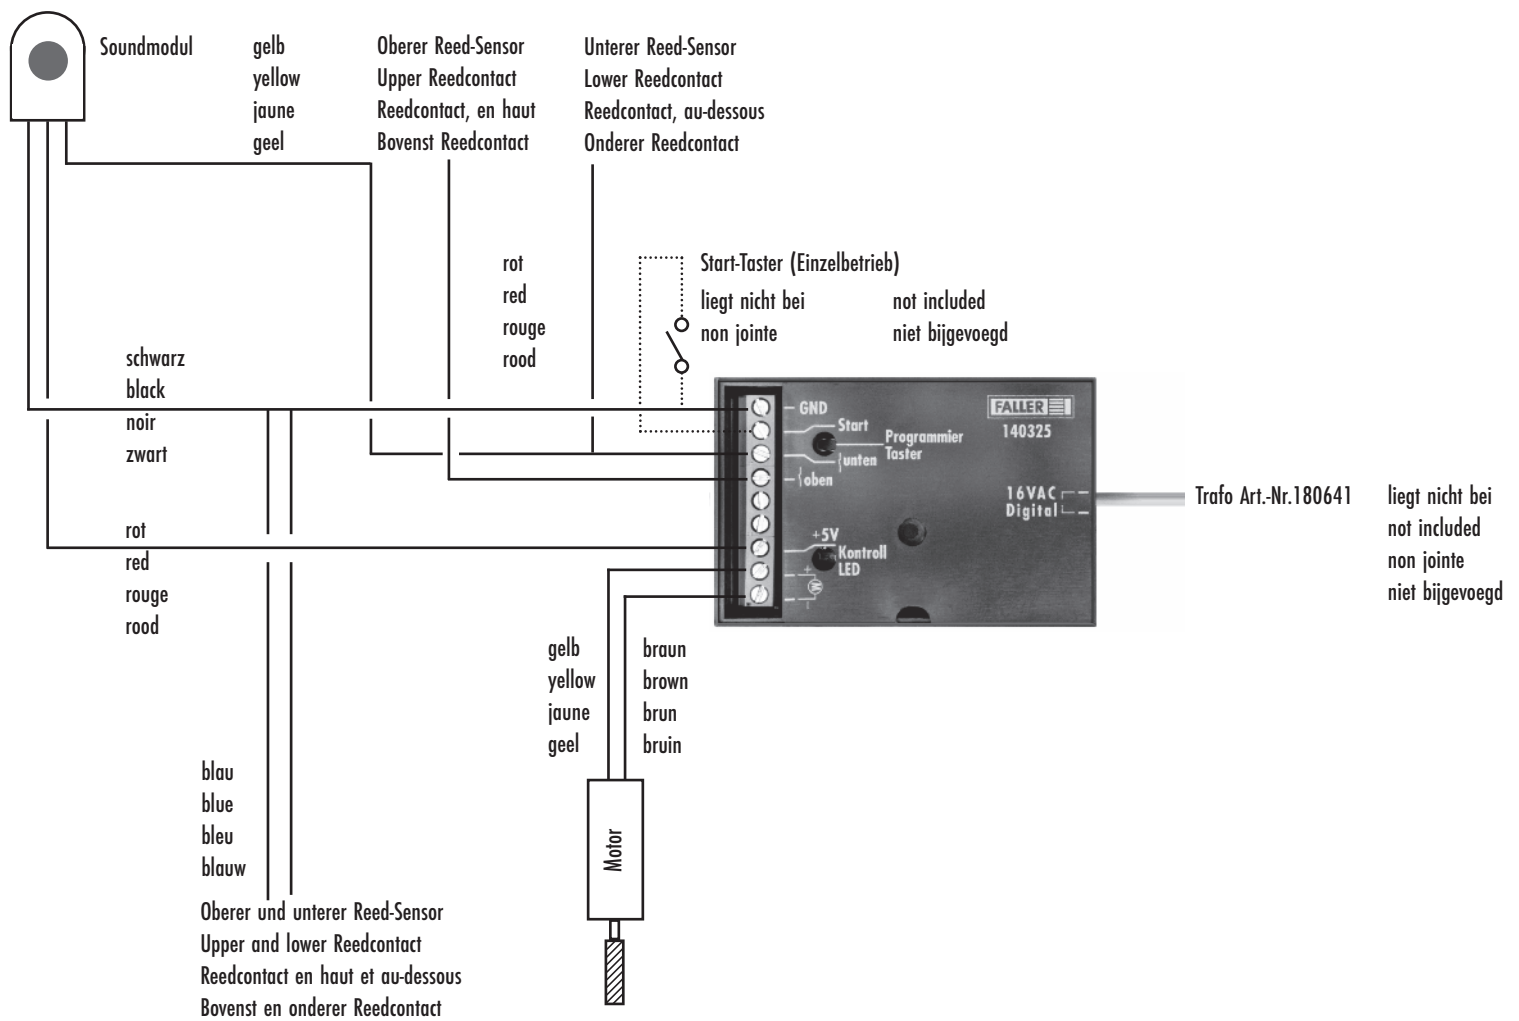 Soundmodul
gelb
yellow
jaune
geel
Oberer Reed-Sensor
Upper Reedcontact
Reedcontact, en haut
Bovenst Reedcontact
Unterer Reed-Sensor
Lower Reedcontact
Reedcontact, au-dessous
Onderer Reedcontact
rot
red
rouge
rood
Start-Taster (Einzelbetrieb)
liegt nicht bei
non jointe
not included
niet bijgevoegd
schwarz
black
noir
zwart
GND
Start
Programmier
Taster
unten
oben
+5V
Kontroll
LED
+
M
-
FALLER
140325
16VAC
Digital
Trafo Art.-Nr.180641
liegt nicht bei
not included
non jointe
niet bijgevoegd
rot
red
rouge
rood
gelb
yellow
jaune
geel
braun
brown
brun
bruin
Motor
blau
blue
bleu
blauw
Oberer und unterer Reed-Sensor
Upper and lower Reedcontact
Reedcontact en haut et au-dessous
Bovenst en onderer Reedcontact